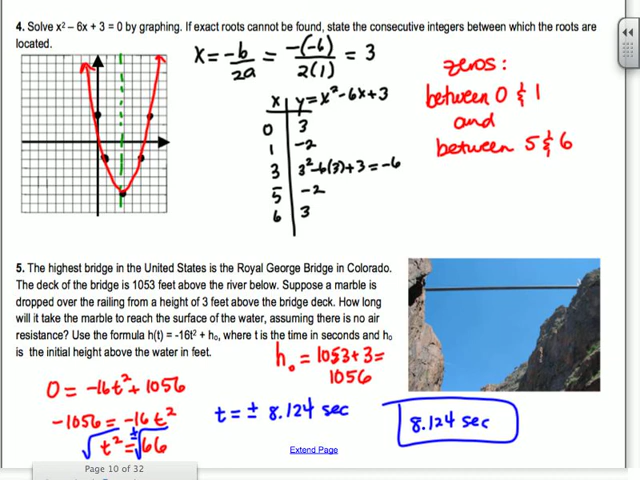 4. Solve x² – 6x + 3 = 0 by graphing. If exact roots cannot be found, state the consecutive integers between which the roots are
located.
x = -b/2a = -(-6)/2(1) = 3
zeros:
between 0 & 1
and
between 5 & 6
x | y = x² - 6x + 3
0 | 3
1 | -2
3 | 3² - 6(3) + 3 = -6
5 | -2
6 | 3
5. The highest bridge in the United States is the Royal George Bridge in Colorado.
The deck of the bridge is 1053 feet above the river below. Suppose a marble is
dropped over the railing from a height of 3 feet above the bridge deck. How long
will it take the marble to reach the surface of the water, assuming there is no air
resistance? Use the formula h(t) = -16t² + h₀, where t is the time in seconds and h₀
is the initial height above the water in feet.
h₀ = 1053 + 3 =
1056
0 = -16t² + 1056
-1056 = -16t²
√t² = ±√66
t = ± 8.124 sec
8.124 sec
Extend Page
Page 10 of 32